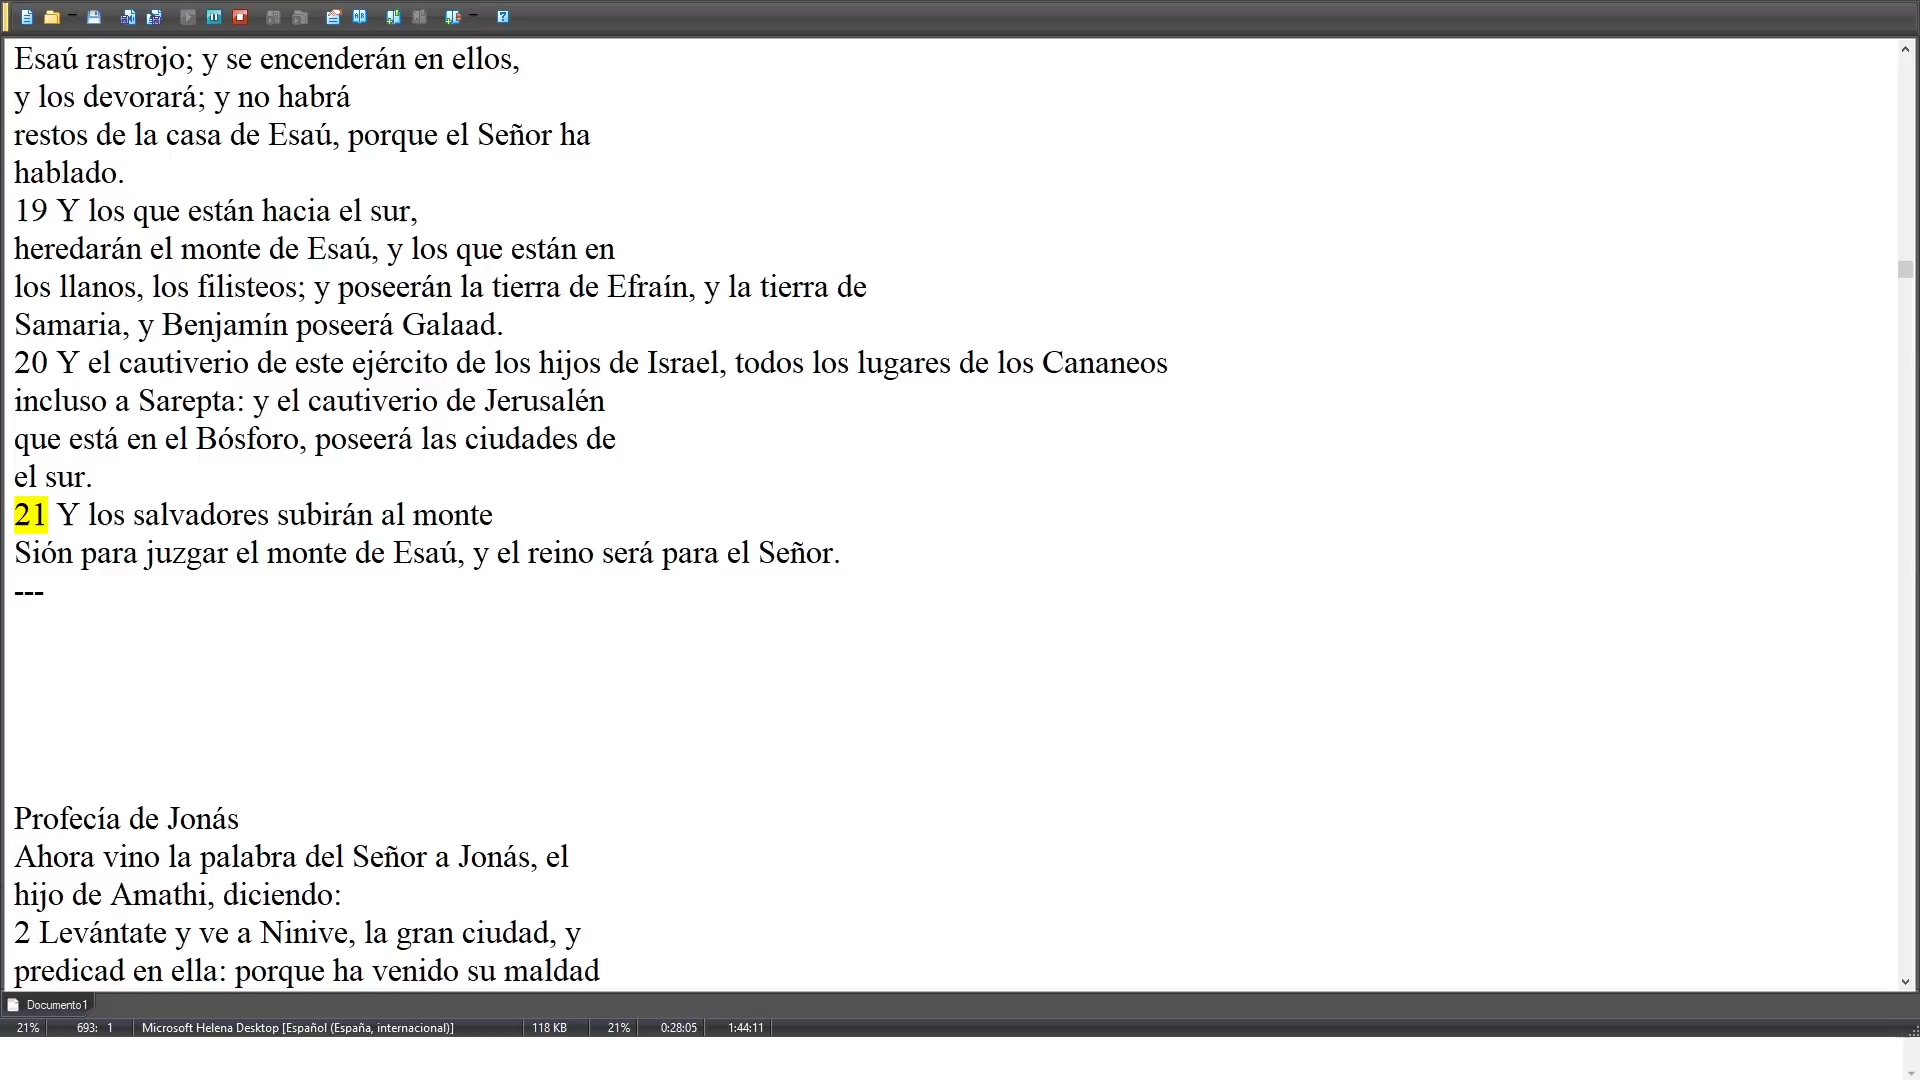 Esaú rastrojo; y se encenderán en ellos,
y los devorará; y no habrá
restos de la casa de Esaú, porque el Señor ha
hablado.
19 Y los que están hacia el sur,
heredarán el monte de Esaú, y los que están en
los llanos, los filisteos; y poseerán la tierra de Efraín, y la tierra de
Samaria, y Benjamín poseerá Galaad.
20 Y el cautiverio de este ejército de los hijos de Israel, todos los lugares de los Cananeos
incluso a Sarepta: y el cautiverio de Jerusalén
que está en el Bósforo, poseerá las ciudades de
el sur.
21 Y los salvadores subirán al monte
Sión para juzgar el monte de Esaú, y el reino será para el Señor.
---
Profecía de Jonás
Ahora vino la palabra del Señor a Jonás, el
hijo de Amathi, diciendo:
2 Levántate y ve a Ninive, la gran ciudad, y
predicad en ella: porque ha venido su maldad
Documento1
21% 693: 1 Microsoft Helena Desktop [Español (España, internacional)] 118 KB 21% 0:28:05 1:44:11